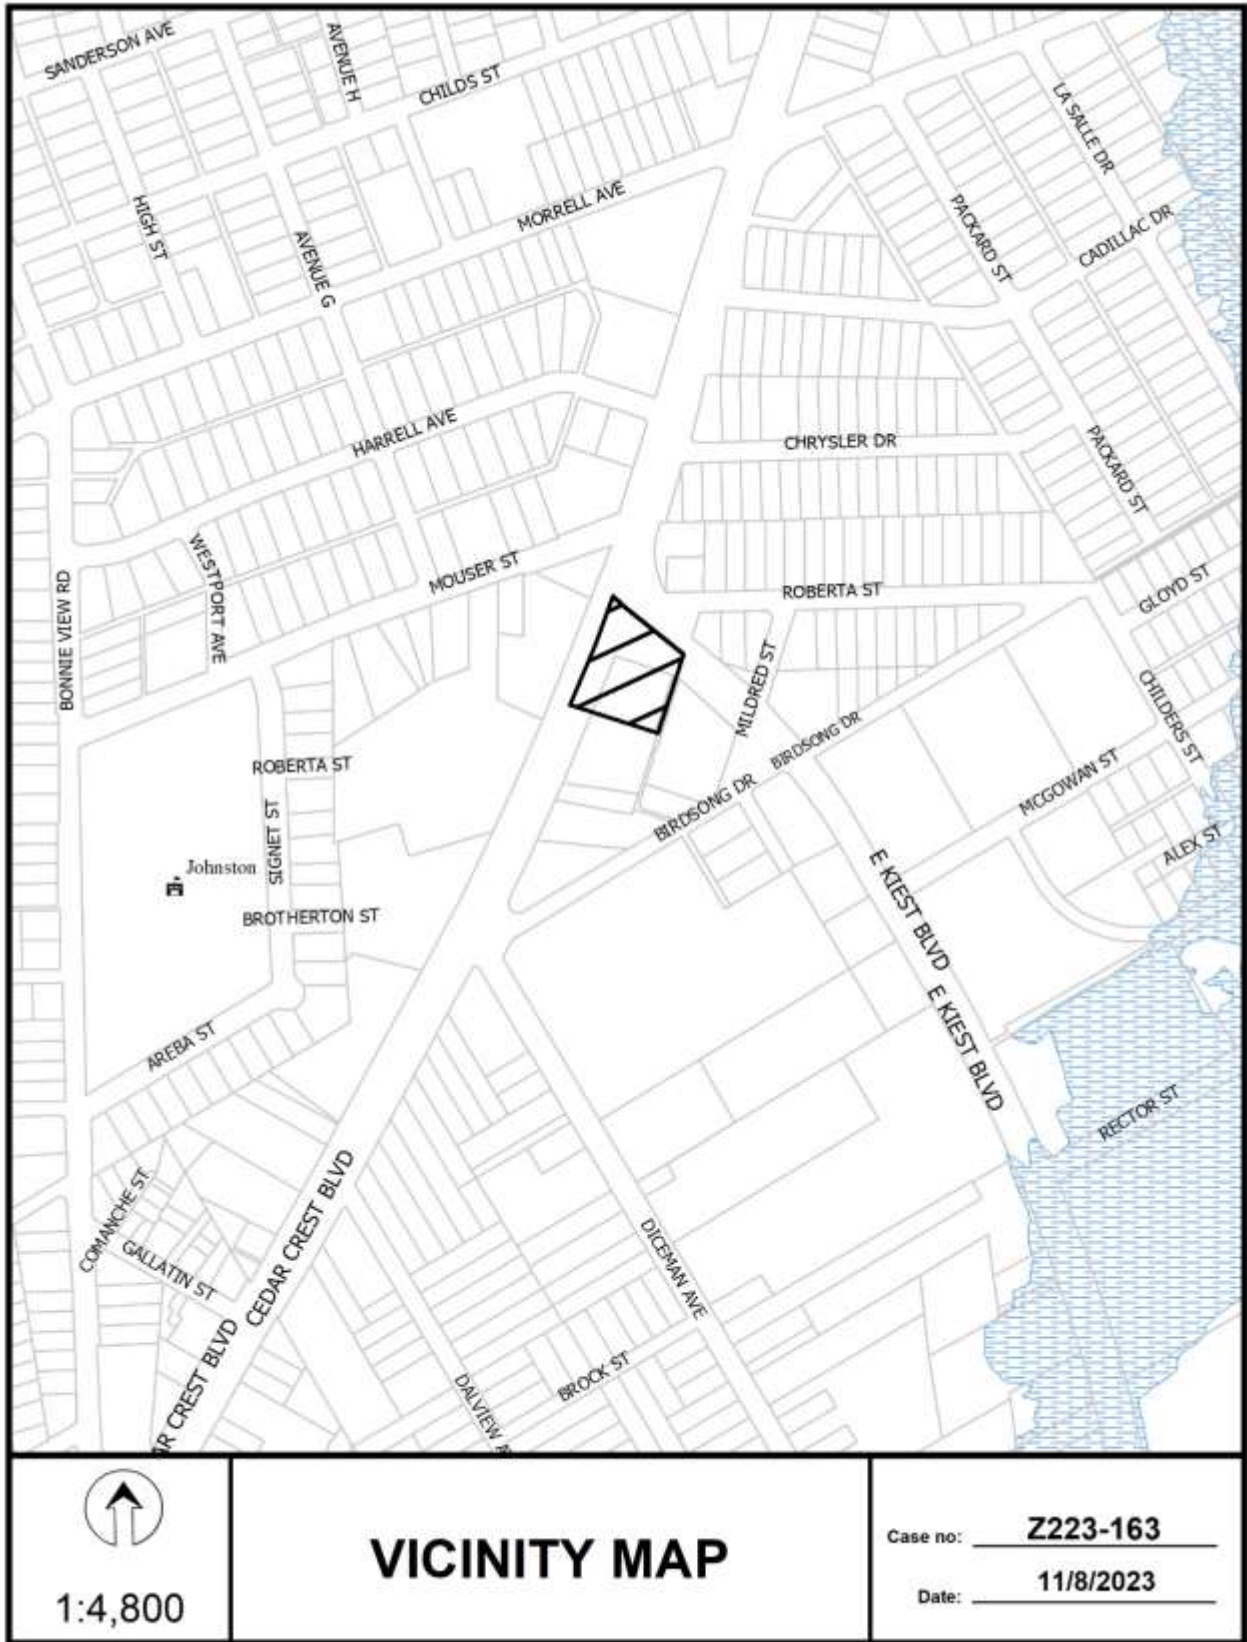 SANDERSON AVE
AVENUE H
CHILDS ST
LA SALLE DR
HIGH ST
MORRELL AVE
PACKARD ST
CADILLAC DR
AVENUE G
HARRELL AVE
CHRYSLER DR
PACKARD ST
WESTPORT AVE
MOUSER ST
BONNIE VIEW RD
ROBERTA ST
GLOYD ST
MILDRED ST
CHILDERS ST
BIRDSONG DR
ROBERTA ST
BIRDSONG DR
MCGOWAN ST
SIGNET ST
ALEX ST
Johnston
E KIEST BLVD
BROTHERTON ST
E KIEST BLVD
AREBA ST
RECTOR ST
COMANCHE ST
CEDAR CREST BLVD
GALLATIN ST
DICEMAN AVE
AR CREST BLVD
BROCK ST
DALVIEW A
1:4,800
VICINITY MAP
Case no: Z223-163
Date: 11/8/2023